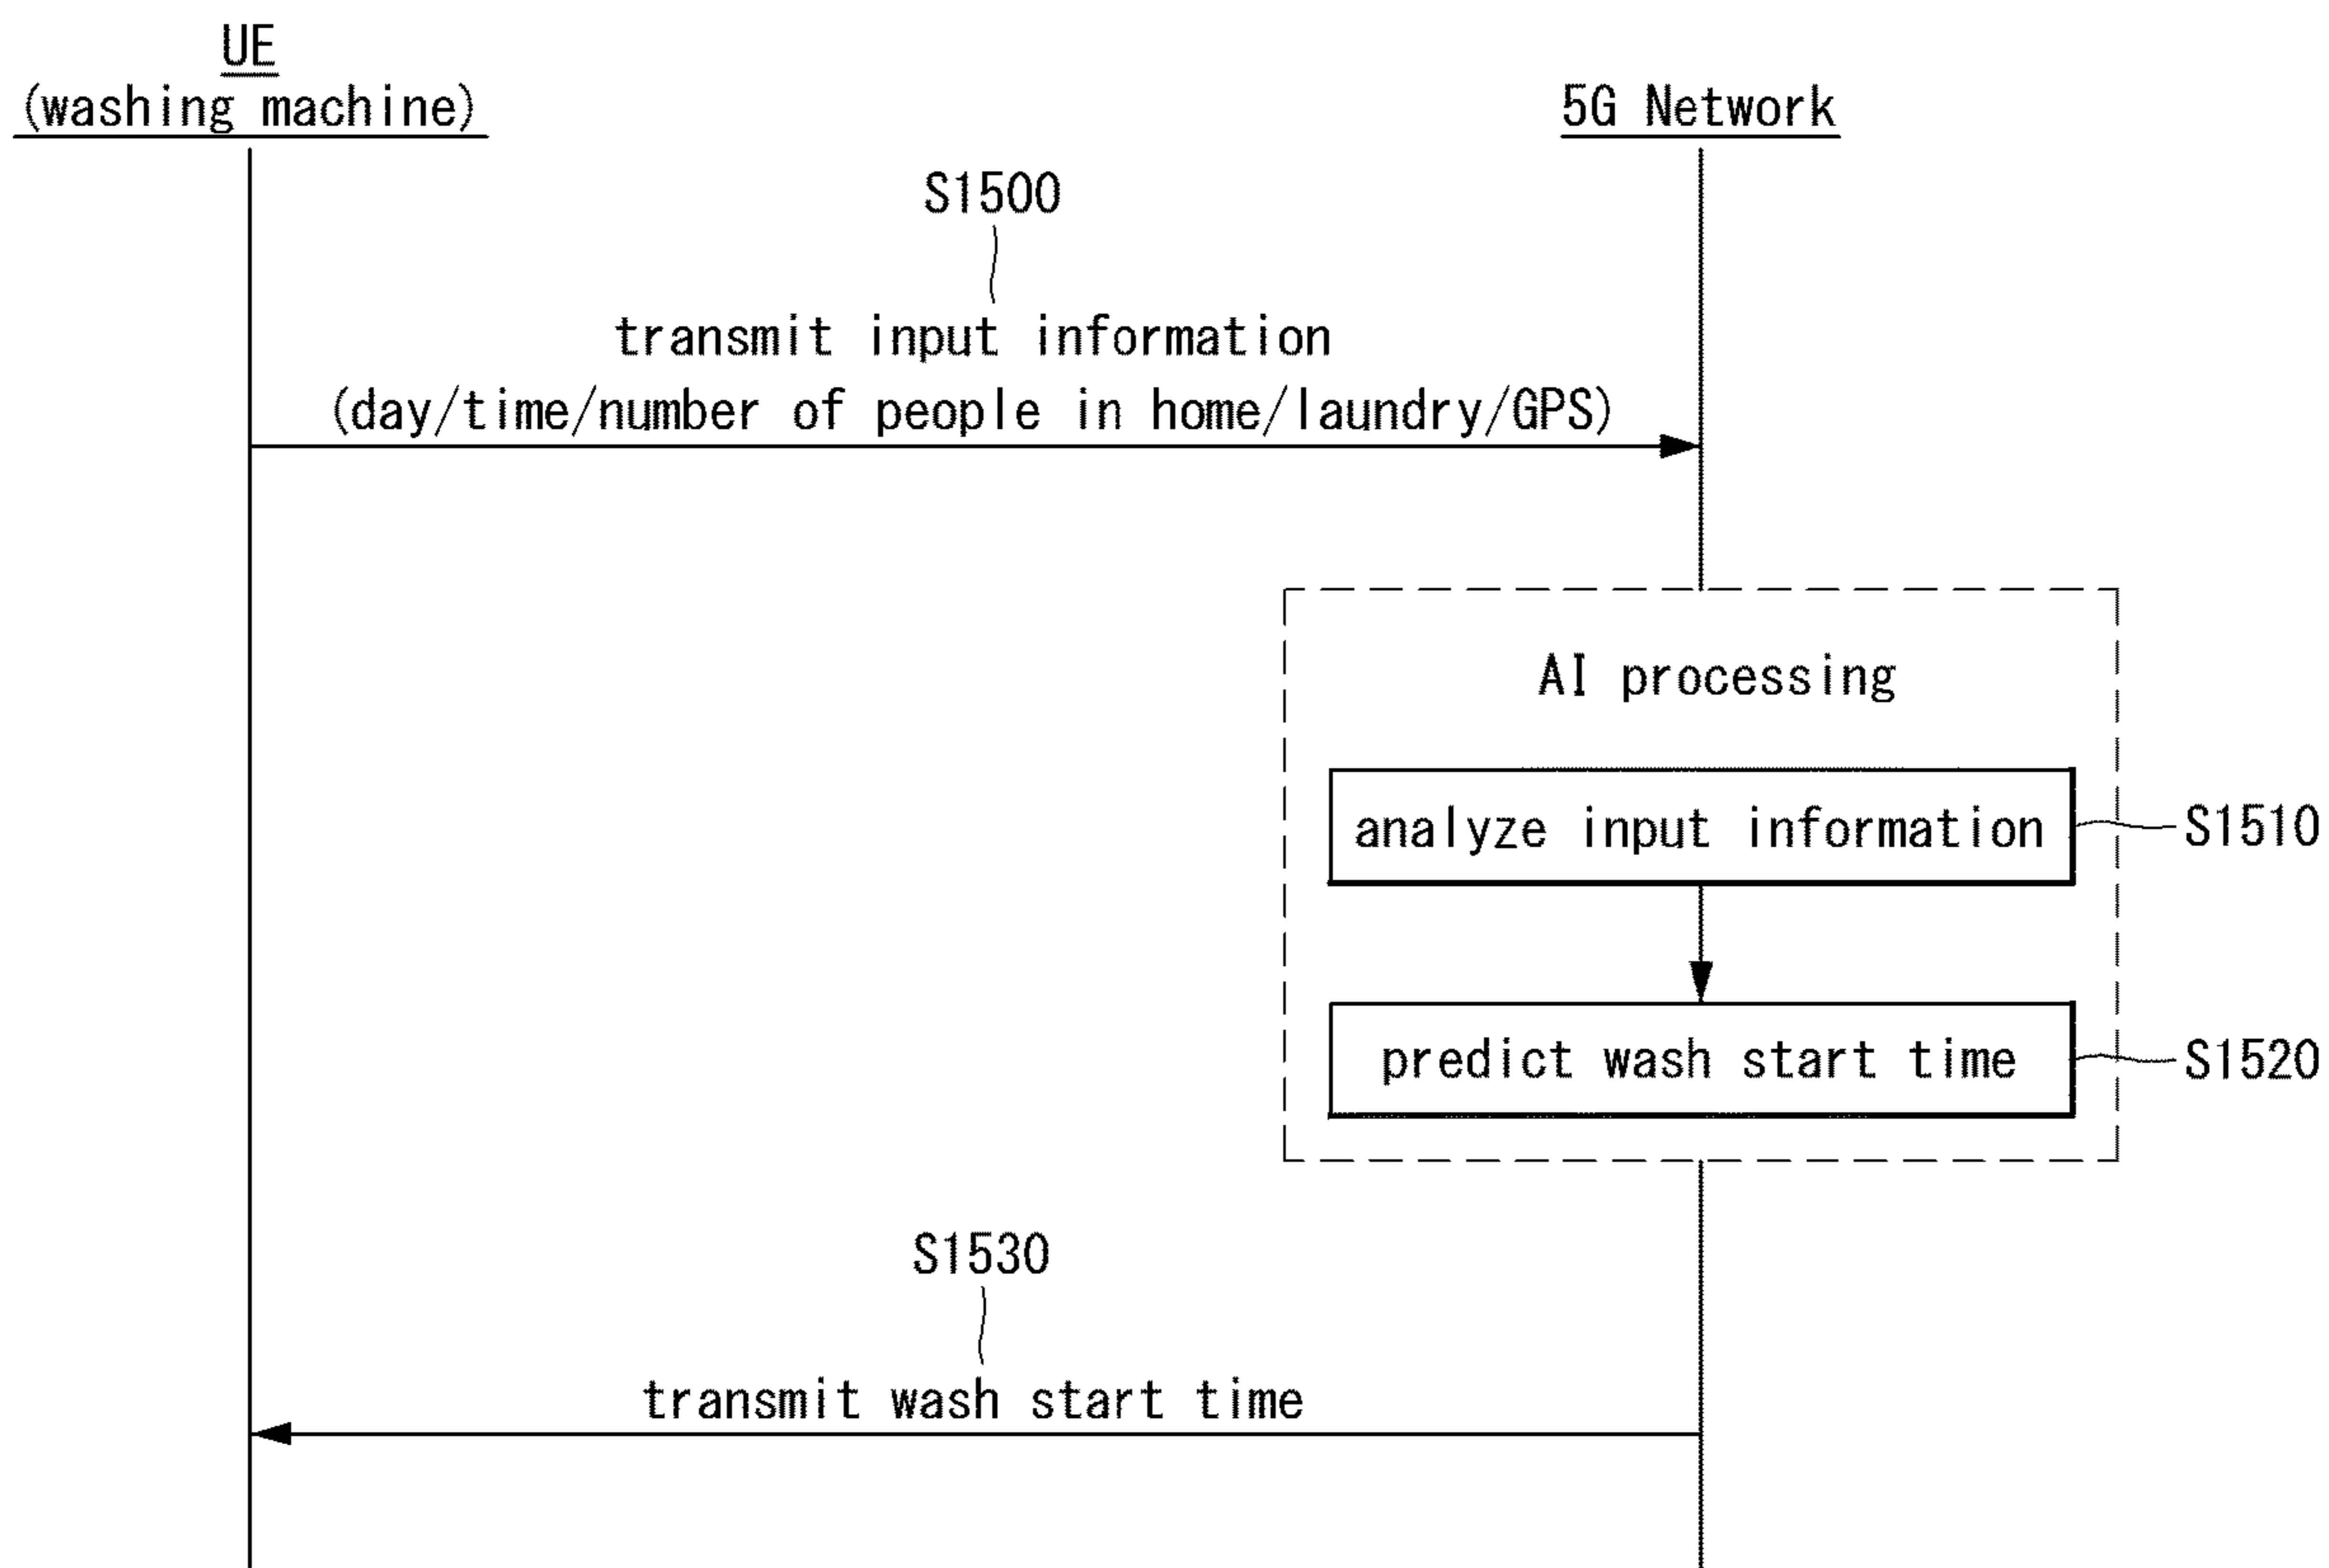 UE
(washing machine)
5G Network
S1500
transmit input information
(day/time/number of people in home/laundry/GPS)
AI processing
analyze input information
S1510
predict wash start time
S1520
S1530
transmit wash start time